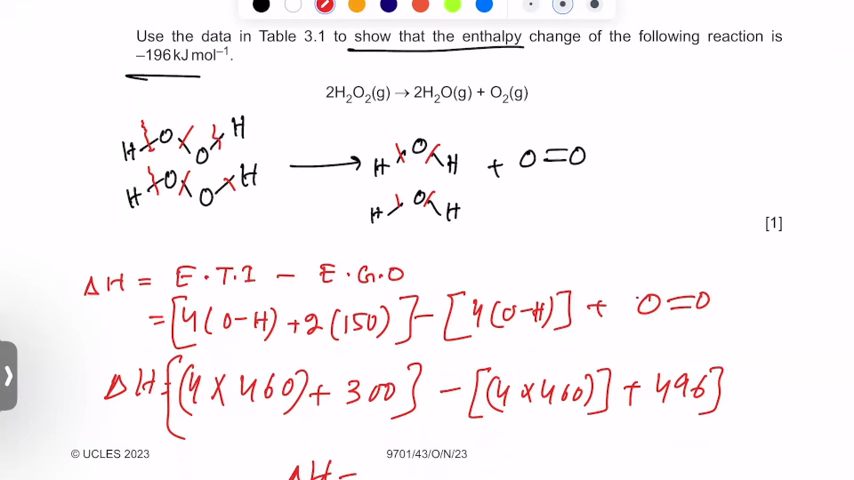 Use the data in Table 3.1 to show that the enthalpy change of the following reaction is
–196 kJ mol⁻¹.
2H₂O₂(g) → 2H₂O(g) + O₂(g)
H O O H
H O O H
→
H O H
H O H
+ O=O
[1]
ΔH = E.T.I - E.G.O
= [4(O-H) + 2(150)] - [4(O-H)] + O=O
ΔH = {(4 × 460) + 300} - [(4 × 460)] + 496}
© UCLES 2023
9701/43/O/N/23
ΔH =